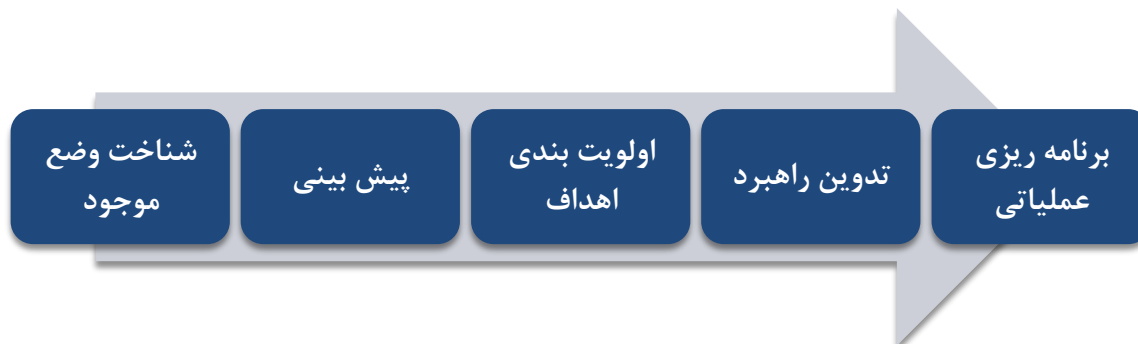 شناخت وضع
موجود
پیش بینی
اولویت بندی
اهداف
تدوین راهبرد
برنامه ریزی
عملیاتی